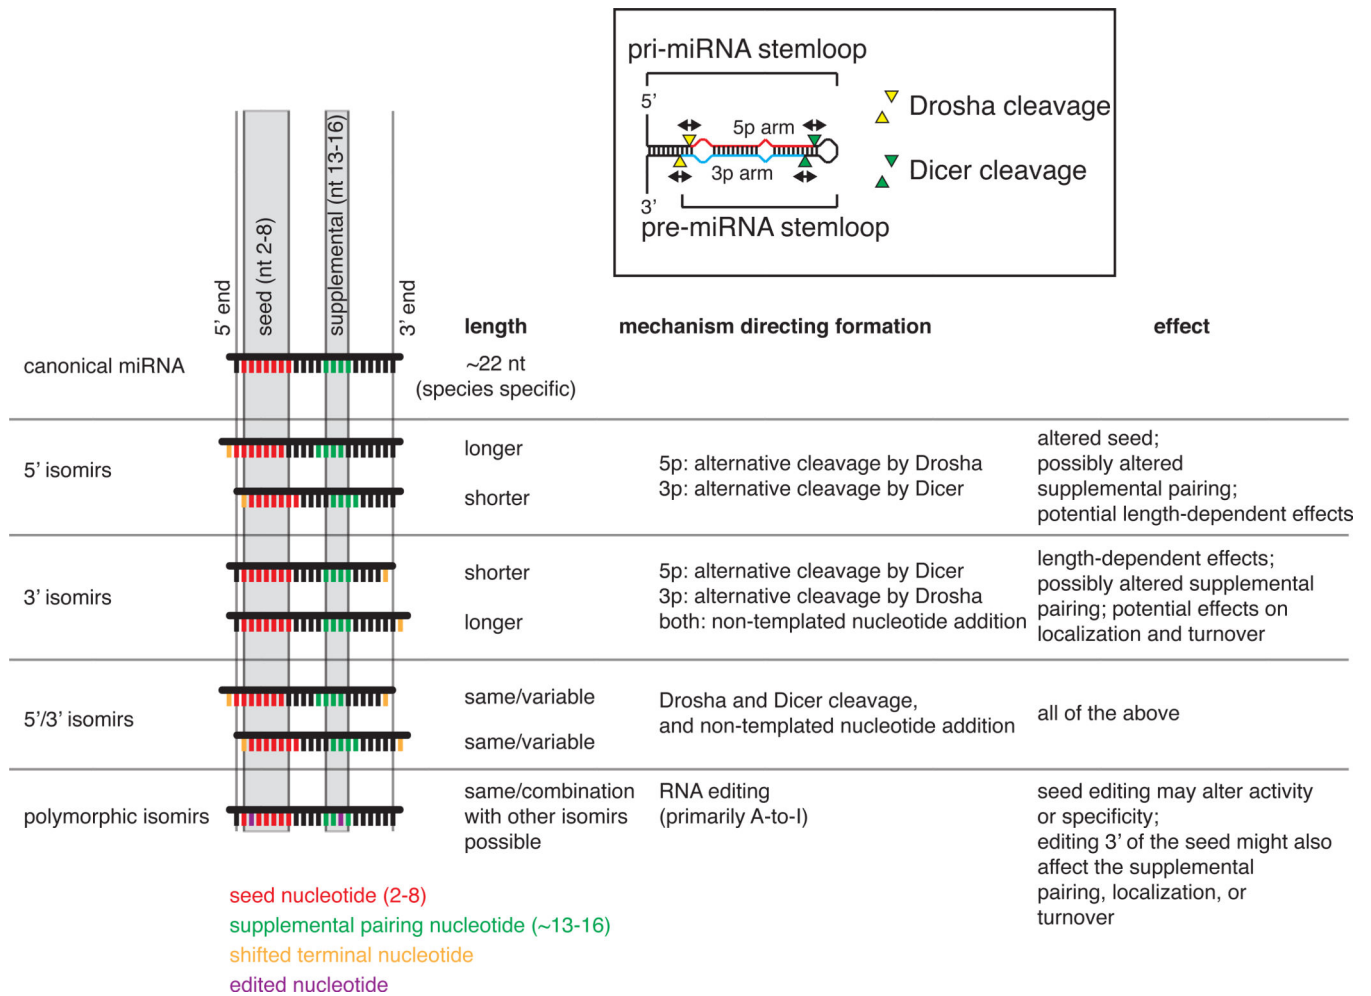 pri-miRNA stemloop
5’
5p arm
3p arm
3’
pre-miRNA stemloop
Drosha cleavage
Dicer cleavage
5’ end
seed (nt 2-8)
supplemental (nt 13-16)
3’ end
length
mechanism directing formation
effect
canonical miRNA
~22 nt
(species specific)
5’ isomirs
longer
shorter
5p: alternative cleavage by Drosha
3p: alternative cleavage by Dicer
altered seed;
possibly altered
supplemental pairing;
potential length-dependent effects
3’ isomirs
shorter
longer
5p: alternative cleavage by Dicer
3p: alternative cleavage by Drosha
both: non-templated nucleotide addition
length-dependent effects;
possibly altered supplemental
pairing; potential effects on
localization and turnover
5’/3’ isomirs
same/variable
same/variable
Drosha and Dicer cleavage,
and non-templated nucleotide addition
all of the above
polymorphic isomirs
same/combination
with other isomirs
possible
RNA editing
(primarily A-to-I)
seed editing may alter activity
or specificity;
editing 3’ of the seed might also
affect the supplemental
pairing, localization, or
turnover
seed nucleotide (2-8)
supplemental pairing nucleotide (~13-16)
shifted terminal nucleotide
edited nucleotide